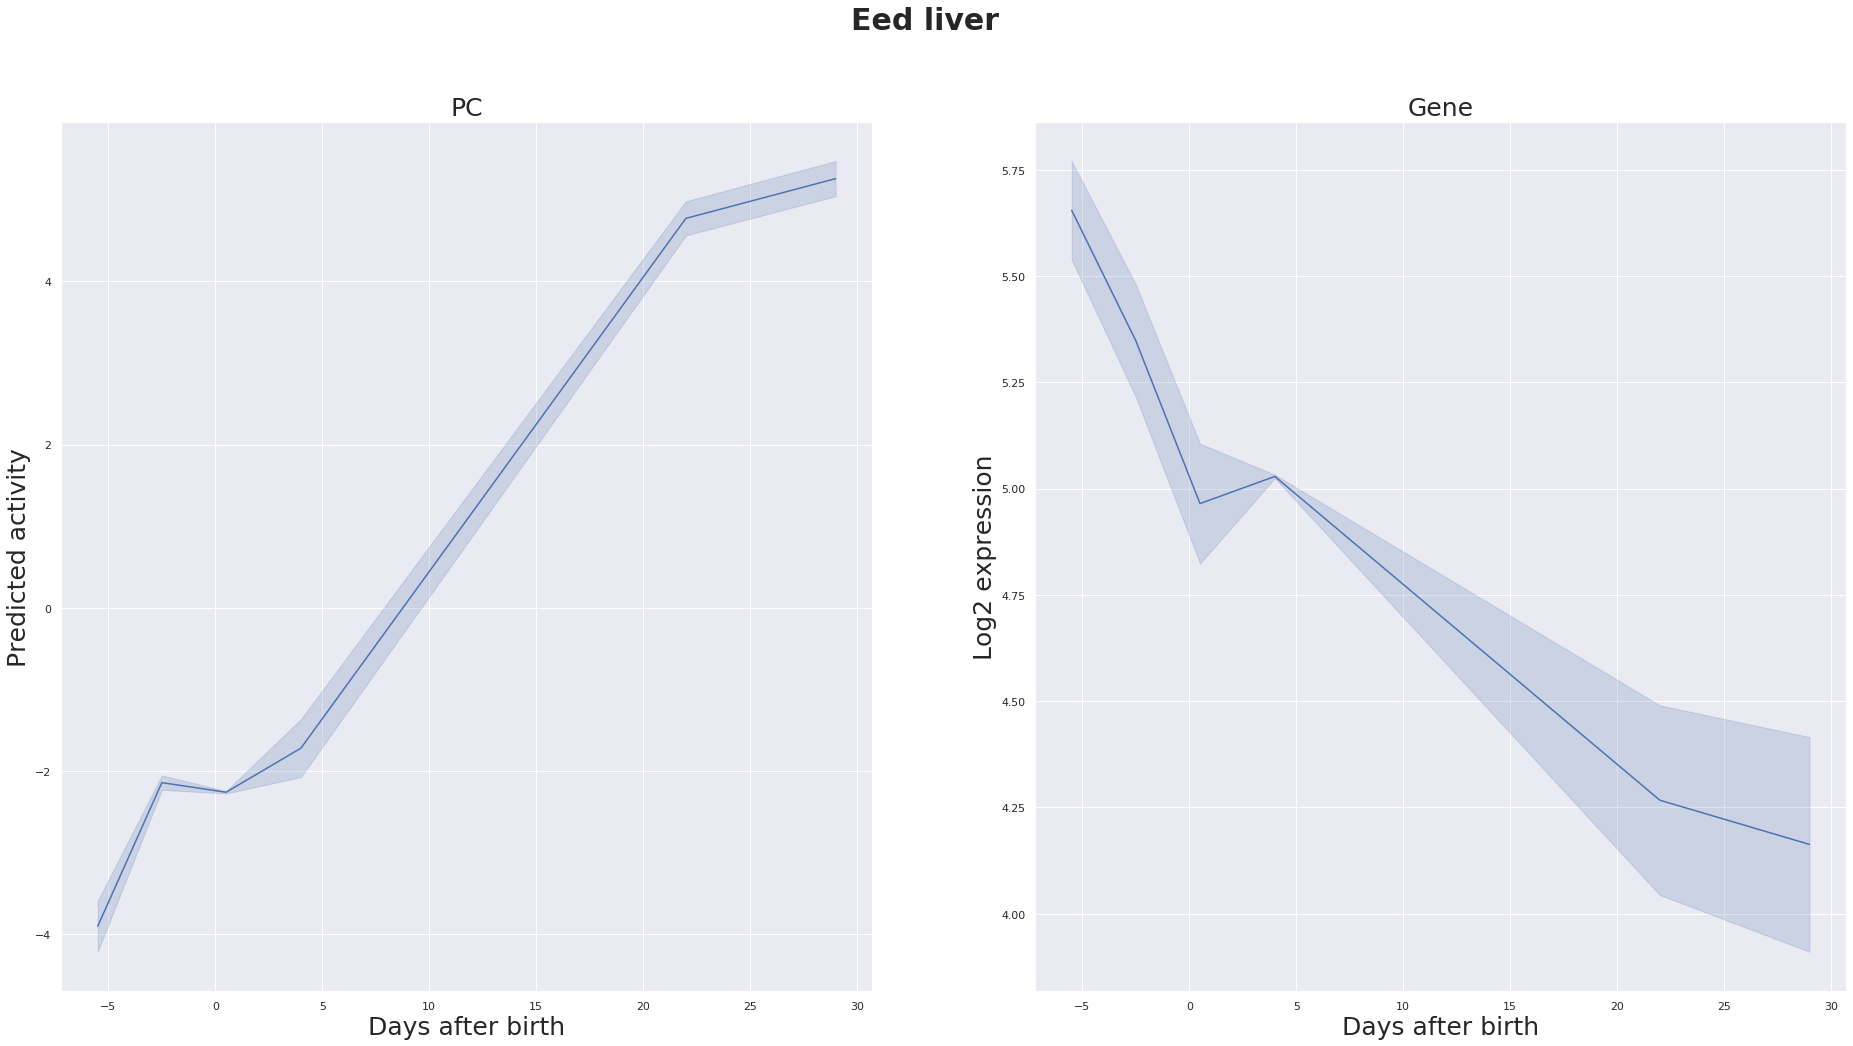 Eed liver
PC
Predicted activity
4
2
0
−2
−4
−5 0 5 10 15 20 25 30
Days after birth
Gene
Log2 expression
5.75
5.50
5.25
5.00
4.75
4.50
4.25
4.00
−5 0 5 10 15 20 25 30
Days after birth